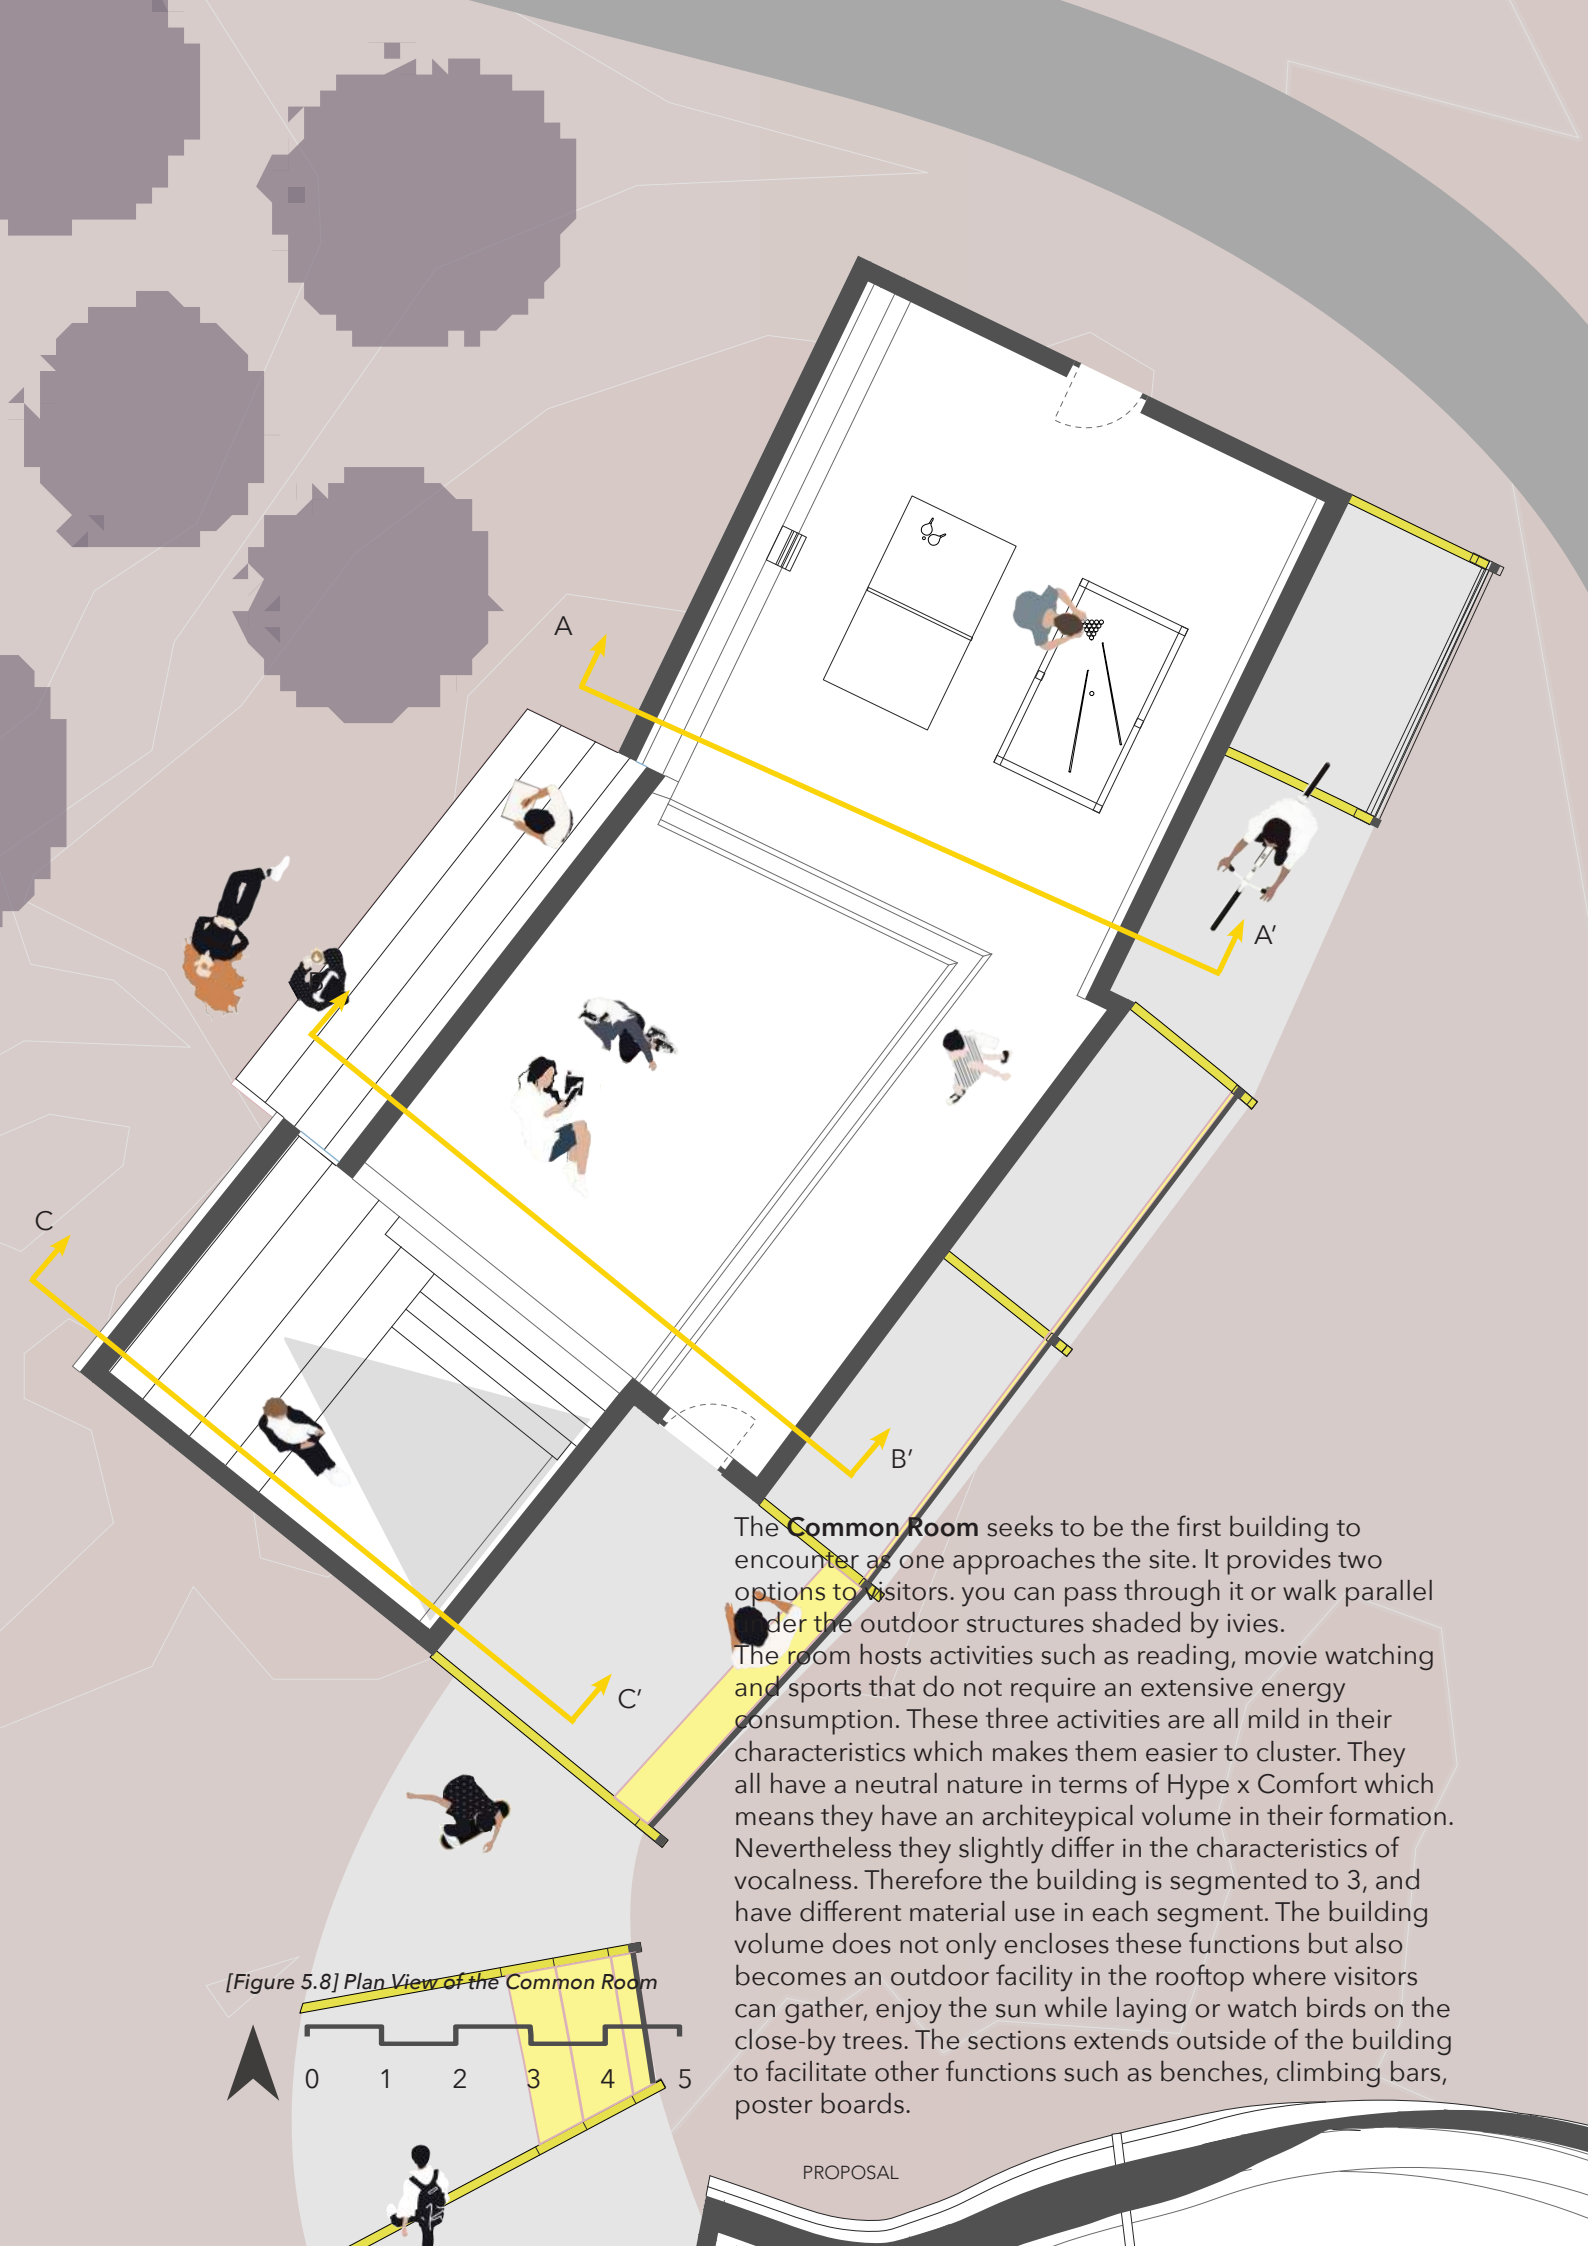 A
A’
C
B’
The Common Room seeks to be the first building to
encounter as one approaches the site. It provides two
options to visitors. you can pass through it or walk parallel
under the outdoor structures shaded by ivies.
The room hosts activities such as reading, movie watching
and sports that do not require an extensive energy
consumption. These three activities are all mild in their
characteristics which makes them easier to cluster. They
all have a neutral nature in terms of Hype x Comfort which
means they have an architeypical volume in their formation.
Nevertheless they slightly differ in the characteristics of
vocalness. Therefore the building is segmented to 3, and
have different material use in each segment. The building
volume does not only encloses these functions but also
becomes an outdoor facility in the rooftop where visitors
can gather, enjoy the sun while laying or watch birds on the
close-by trees. The sections extends outside of the building
to facilitate other functions such as benches, climbing bars,
poster boards.
C’
[Figure 5.8] Plan View of the Common Room
0 1 2 3 4 5
PROPOSAL